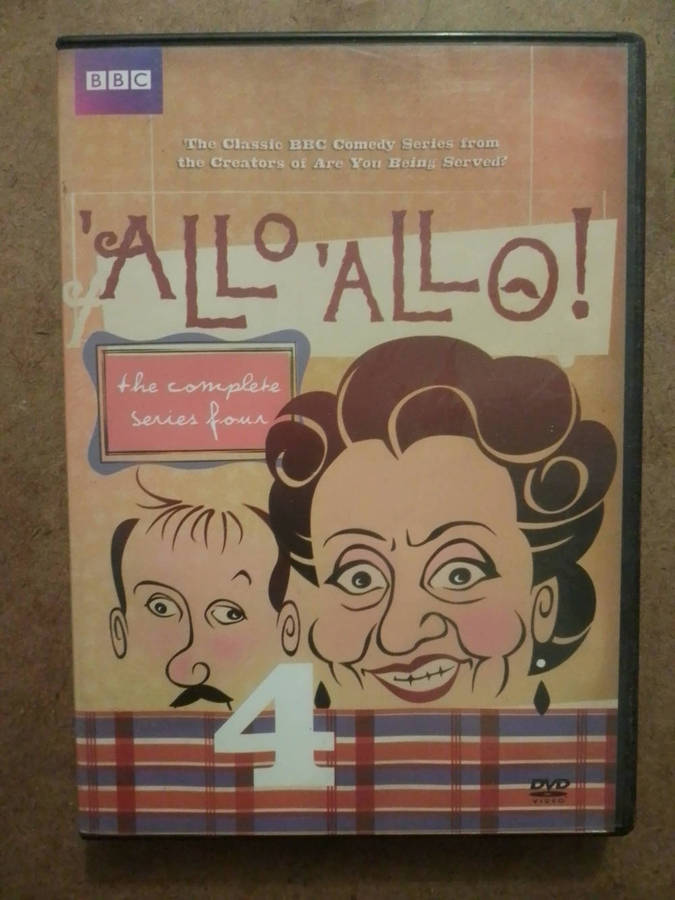 BBC
'The Classic BBC Comedy Series from
the Creators of Are You Being Served?'
'ALLO 'ALLO!
the complete
series four
4
DVD
VIDEO